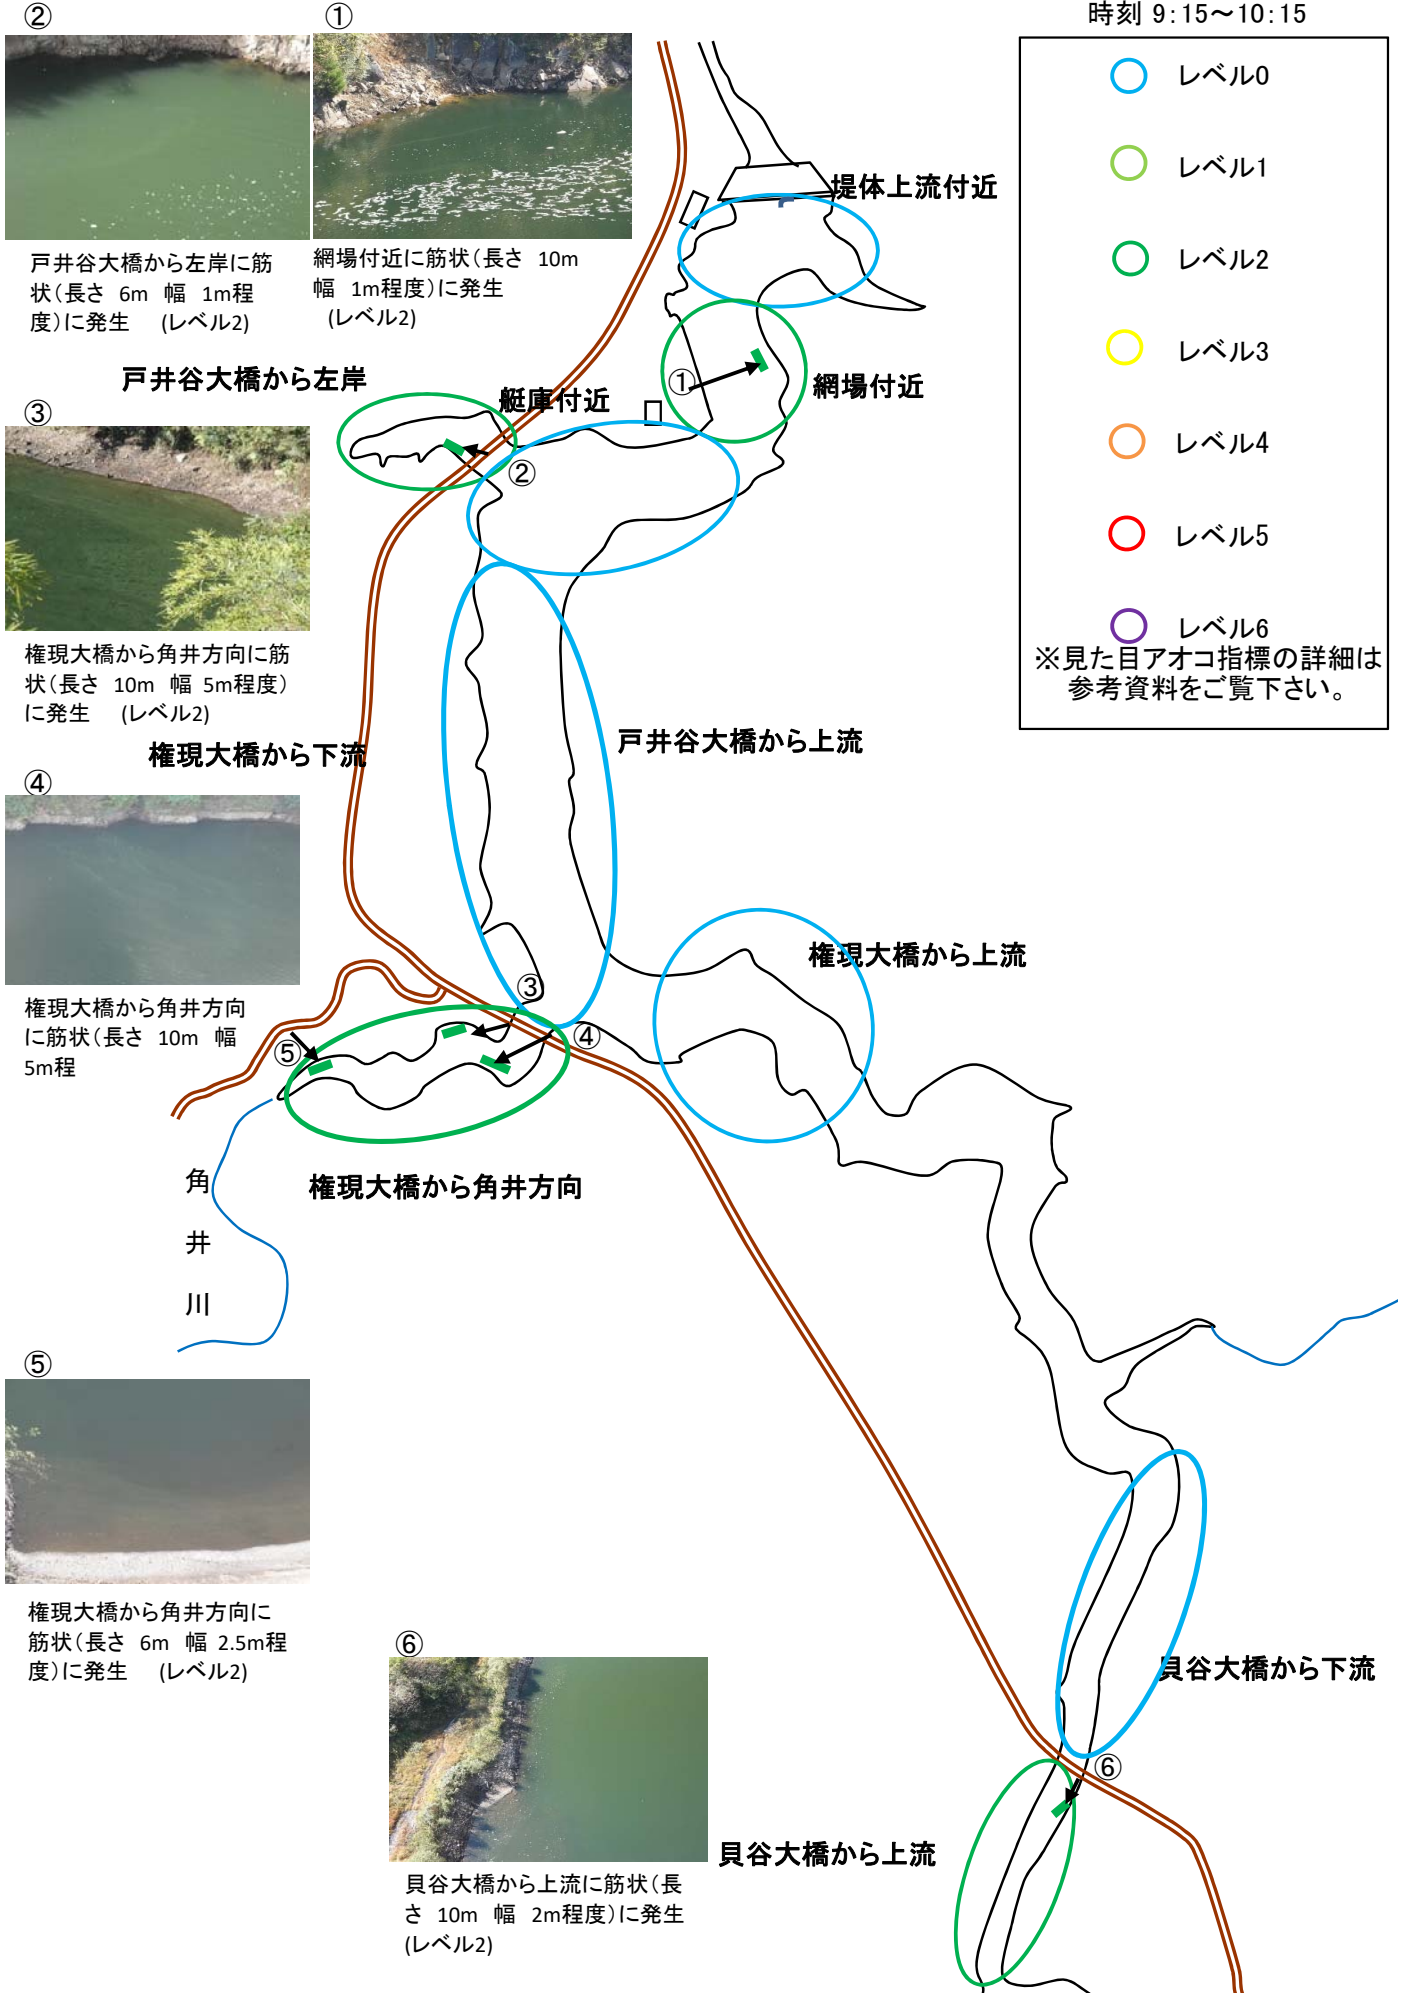 時刻 9:15～10:15
レベル0
レベル1
レベル2
レベル3
レベル4
レベル5
レベル6
※見た目アオコ指標の詳細は
参考資料をご覧下さい。
②
戸井谷大橋から左岸に筋
状(長さ 6m 幅 1m程
度)に発生 (レベル2)
①
網場付近に筋状(長さ 10m
幅 1m程度)に発生
(レベル2)
堤体上流付近
①
網場付近
戸井谷大橋から左岸
艇庫付近
②
③
権現大橋から角井方向に筋
状(長さ 10m 幅 5m程度)
に発生 (レベル2)
権現大橋から下流
戸井谷大橋から上流
④
権現大橋から角井方向
に筋状(長さ 10m 幅
5m程
権現大橋から上流
③
④
⑤
権現大橋から角井方向
角
井
川
⑤
権現大橋から角井方向に
筋状(長さ 6m 幅 2.5m程
度)に発生 (レベル2)
⑥
貝谷大橋から上流に筋状(長
さ 10m 幅 2m程度)に発生
(レベル2)
貝谷大橋から下流
⑥
貝谷大橋から上流